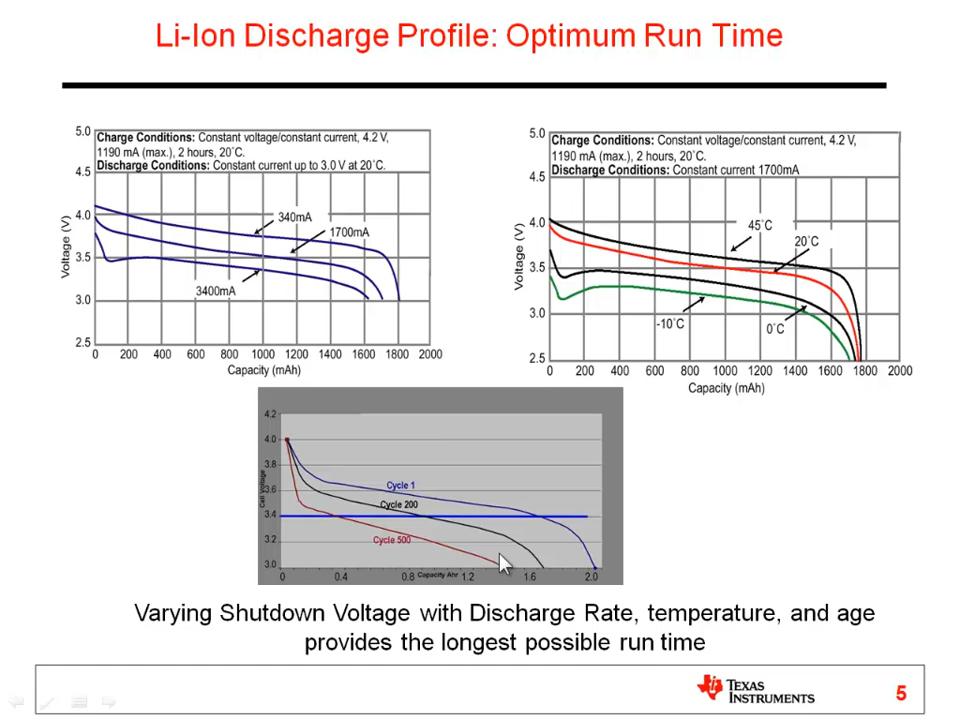 Li-Ion Discharge Profile: Optimum Run Time
5.0
4.5
4.0
3.5
3.0
2.5
Voltage (V)
Charge Conditions: Constant voltage/constant current, 4.2 V,
1190 mA (max.), 2 hours, 20˚C.
Discharge Conditions: Constant current up to 3.0 V at 20˚C.
340mA
1700mA
3400mA
0 200 400 600 800 1000 1200 1400 1600 1800 2000
Capacity (mAh)
5.0
4.5
4.0
3.5
3.0
2.5
Voltage (V)
Charge Conditions: Constant voltage/constant current, 4.2 V,
1190 mA (max.), 2 hours, 20˚C.
Discharge Conditions: Constant current 1700mA
45˚C
20˚C
-10˚C
0˚C
0 200 400 600 800 1000 1200 1400 1600 1800 2000
Capacity (mAh)
4.2
4.0
3.8
3.6
3.4
3.2
3.0
Cell Voltage
Cycle 1
Cycle 200
Cycle 500
0 0.4 0.8 Capacity Ahr 1.2 1.6 2.0
Varying Shutdown Voltage with Discharge Rate, temperature, and age
provides the longest possible run time
TEXAS
INSTRUMENTS
5